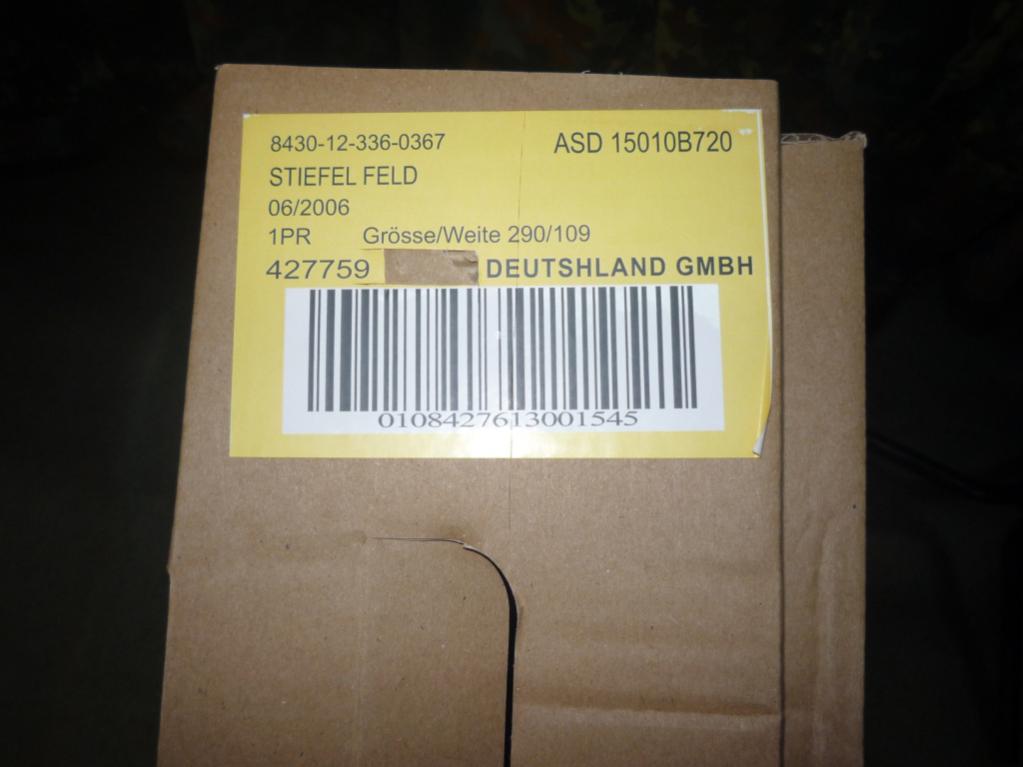 8430-12-336-0367 ASD 15010B720
STIEFEL FELD
06/2006
1PR Grösse/Weite 290/109
427759 DEUTSHLAND GMBH
0108427613001545